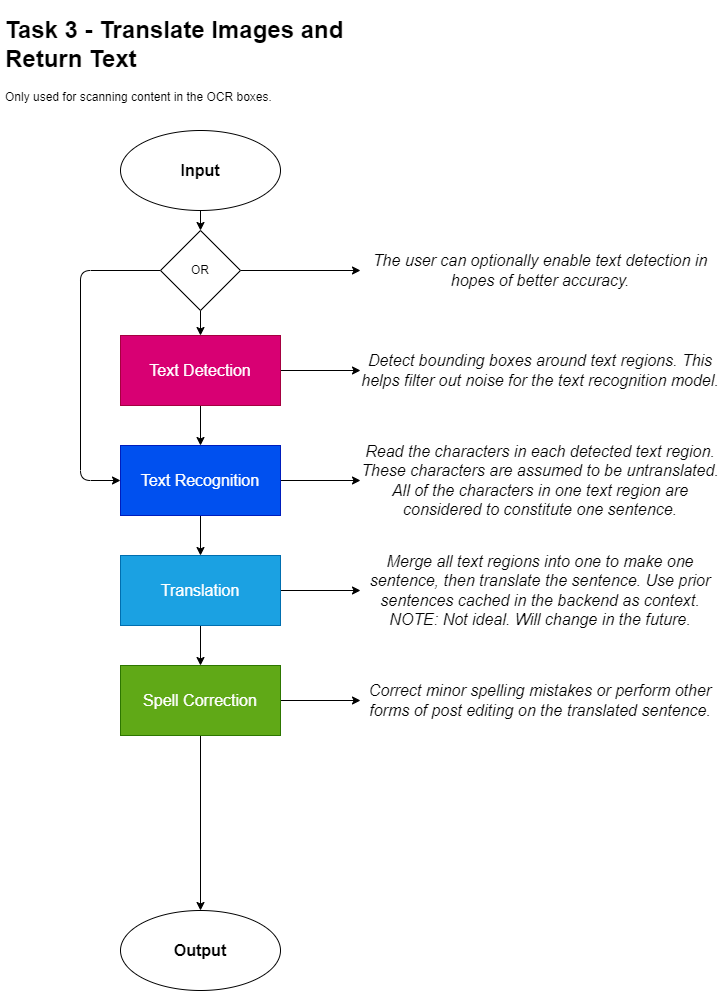 Task 3 - Translate Images and
Return Text
Only used for scanning content in the OCR boxes.
Input
OR
The user can optionally enable text detection in
hopes of better accuracy.
Text Detection
Detect bounding boxes around text regions. This
helps filter out noise for the text recognition model.
Text Recognition
Read the characters in each detected text region.
These characters are assumed to be untranslated.
All of the characters in one text region are
considered to constitute one sentence.
Translation
Merge all text regions into one to make one
sentence, then translate the sentence. Use prior
sentences cached in the backend as context.
NOTE: Not ideal. Will change in the future.
Spell Correction
Correct minor spelling mistakes or perform other
forms of post editing on the translated sentence.
Output